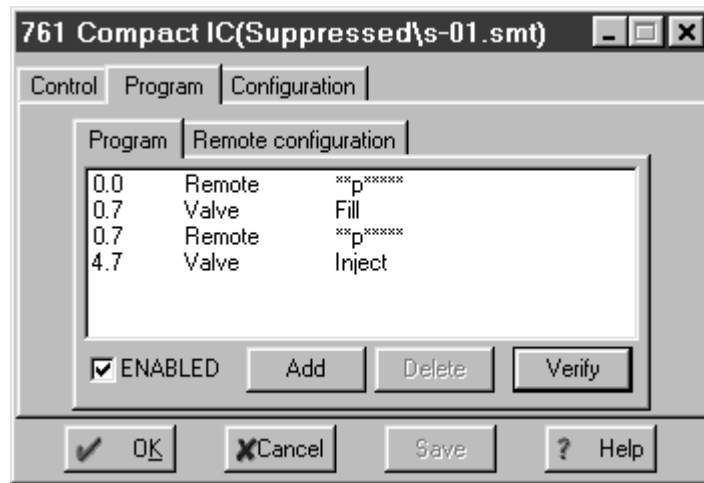 761 Compact IC(Suppressed\s-01.smt)
Control Program Configuration
Program Remote configuration
0.0 Remote **p*****
0.7 Valve Fill
0.7 Remote **p*****
4.7 Valve Inject
ENABLED Add Delete Verify
OK Cancel Save ? Help